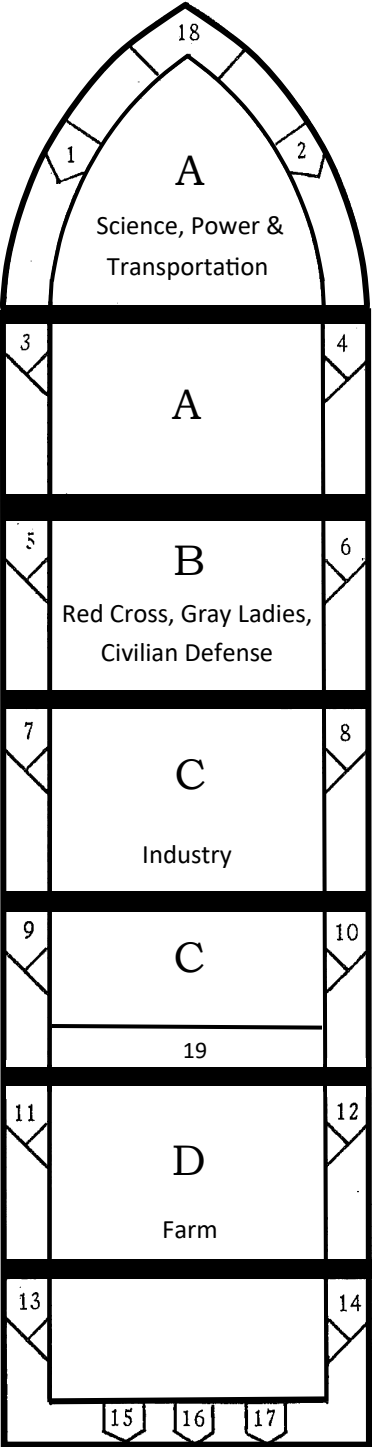 18
1
2
A
Science, Power &
Transportation
3
4
A
5
6
B
Red Cross, Gray Ladies,
Civilian Defense
7
8
C
Industry
9
10
C
19
11
12
D
Farm
13
14
15
16
17